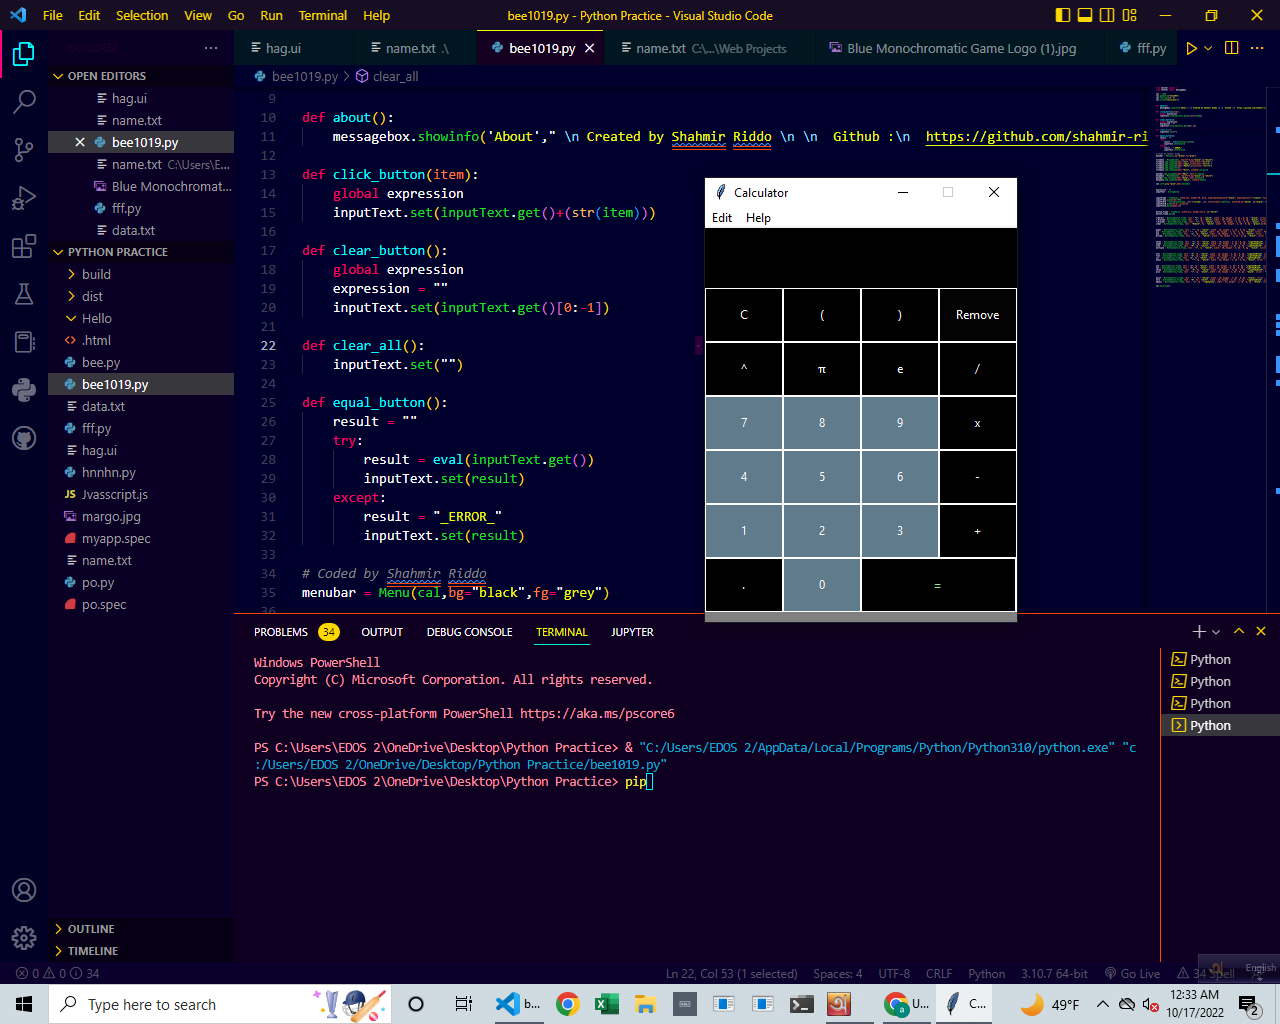 File Edit Selection View Go Run Terminal Help
bee1019.py - Python Practice - Visual Studio Code
hag.ui
name.txt .\
bee1019.py
name.txt C:\...\Web Projects
Blue Monochromatic Game Logo (1).jpg
fff.py
EXPLORER
OPEN EDITORS
hag.ui
name.txt
bee1019.py
name.txt C:\Users\E...
Blue Monochromat...
fff.py
data.txt
PYTHON PRACTICE
build
dist
Hello
.html
bee.py
bee1019.py
data.txt
fff.py
hag.ui
hnnhn.py
JS Jvasscript.js
margo.jpg
myapp.spec
name.txt
po.py
po.spec
OUTLINE
TIMELINE
bee1019.py > clear_all
9
10 def about():
11 messagebox.showinfo('About'," \n Created by Shahmir Riddo \n \n  Github :\n  https://github.com/shahmir-ri
12
13 def click_button(item):
14 global expression
15 inputText.set(inputText.get()+(str(item)))
16
17 def clear_button():
18 global expression
19 expression = ""
20 inputText.set(inputText.get()[0:-1])
21
22 def clear_all():
23 inputText.set("")
24
25 def equal_button():
26 result = ""
27 try:
28 result = eval(inputText.get())
29 inputText.set(result)
30 except:
31 result = "_ERROR_"
32 inputText.set(result)
33
34 # Coded by Shahmir Riddo
35 menubar = Menu(cal,bg="black",fg="grey")
36
Calculator
Edit Help
C ( ) Remove
^ π e /
7 8 9 x
4 5 6 -
1 2 3 +
. 0 =
PROBLEMS 34 OUTPUT DEBUG CONSOLE TERMINAL JUPYTER
Windows PowerShell
Copyright (C) Microsoft Corporation. All rights reserved.
Try the new cross-platform PowerShell https://aka.ms/pscore6
PS C:\Users\EDOS 2\OneDrive\Desktop\Python Practice> & "C:/Users/EDOS 2/AppData/Local/Programs/Python/Python310/python.exe" "c
:/Users/EDOS 2/OneDrive/Desktop/Python Practice/bee1019.py"
PS C:\Users\EDOS 2\OneDrive\Desktop\Python Practice> pip
Python
Python
Python
Python
0 0 34
Ln 22, Col 53 (1 selected) Spaces: 4 UTF-8 CRLF Python 3.10.7 64-bit Go Live 34 Spell
English
Type here to search
b...
U...
C...
49°F
12:33 AM
10/17/2022
2